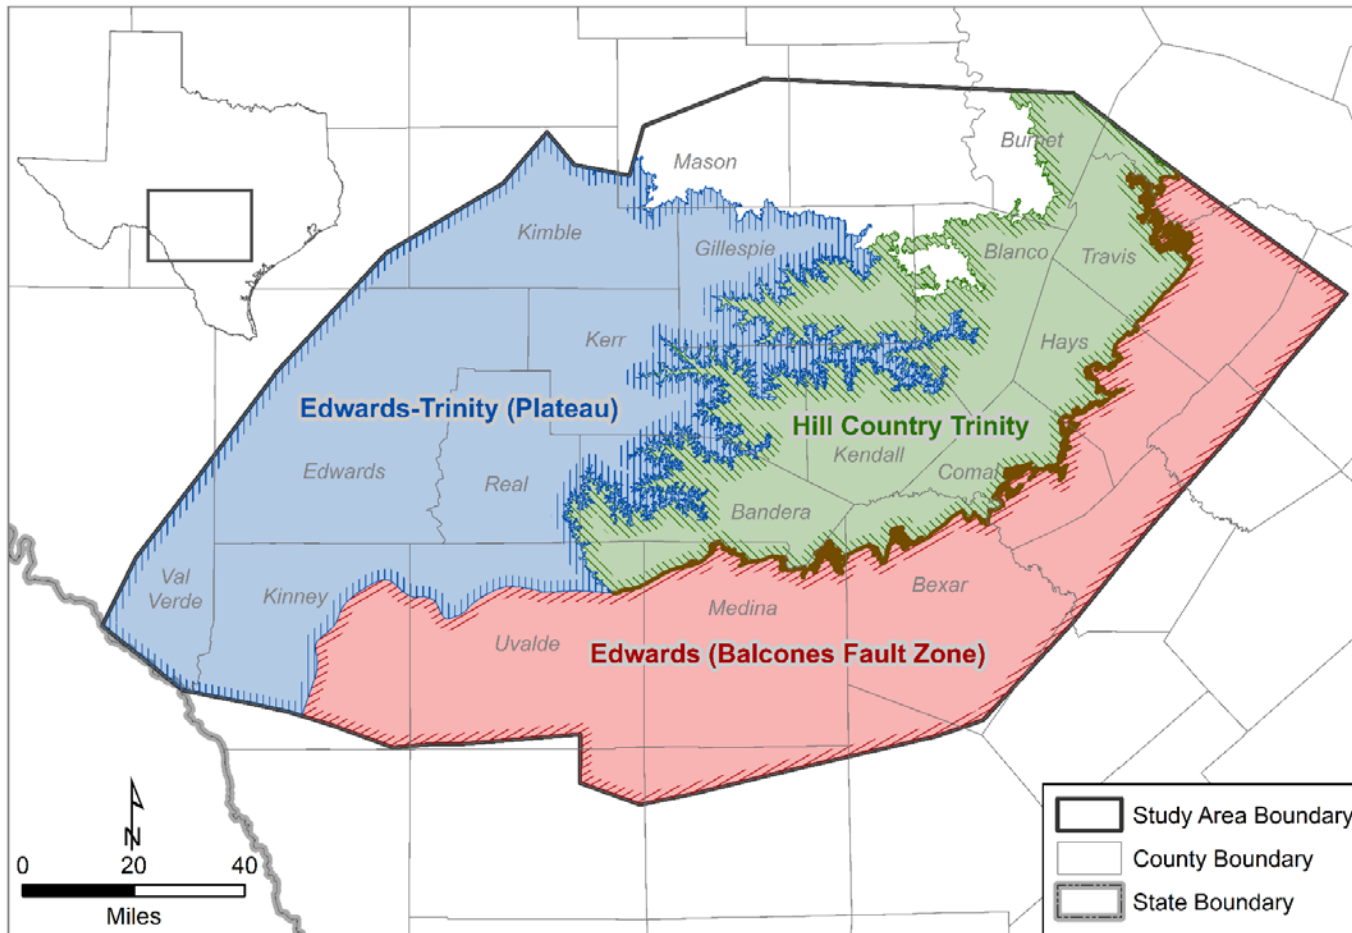 Burnet
Mason
Kimble
Gillespie
Blanco
Travis
Kerr
Hays
Edwards-Trinity (Plateau)
Hill Country Trinity
Kendall
Edwards
Real
Comal
Bandera
Val
Verde
Kinney
Bexar
Medina
Uvalde
Edwards (Balcones Fault Zone)
N
0 20 40
Miles
Study Area Boundary
County Boundary
State Boundary